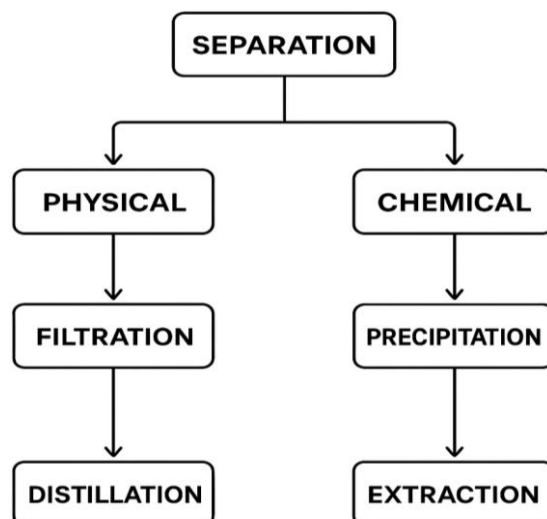 SEPARATION
PHYSICAL
CHEMICAL
FILTRATION
PRECIPITATION
DISTILLATION
EXTRACTION